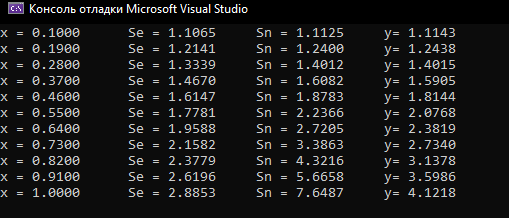 Консоль отладки Microsoft Visual Studio
x = 0.1000 Se = 1.1065 Sn = 1.1125 y= 1.1143
x = 0.1900 Se = 1.2141 Sn = 1.2400 y= 1.2438
x = 0.2800 Se = 1.3339 Sn = 1.4012 y= 1.4015
x = 0.3700 Se = 1.4670 Sn = 1.6082 y= 1.5905
x = 0.4600 Se = 1.6147 Sn = 1.8783 y= 1.8144
x = 0.5500 Se = 1.7781 Sn = 2.2366 y= 2.0768
x = 0.6400 Se = 1.9588 Sn = 2.7205 y= 2.3819
x = 0.7300 Se = 2.1582 Sn = 3.3863 y= 2.7340
x = 0.8200 Se = 2.3779 Sn = 4.3216 y= 3.1378
x = 0.9100 Se = 2.6196 Sn = 5.6658 y= 3.5986
x = 1.0000 Se = 2.8853 Sn = 7.6487 y= 4.1218